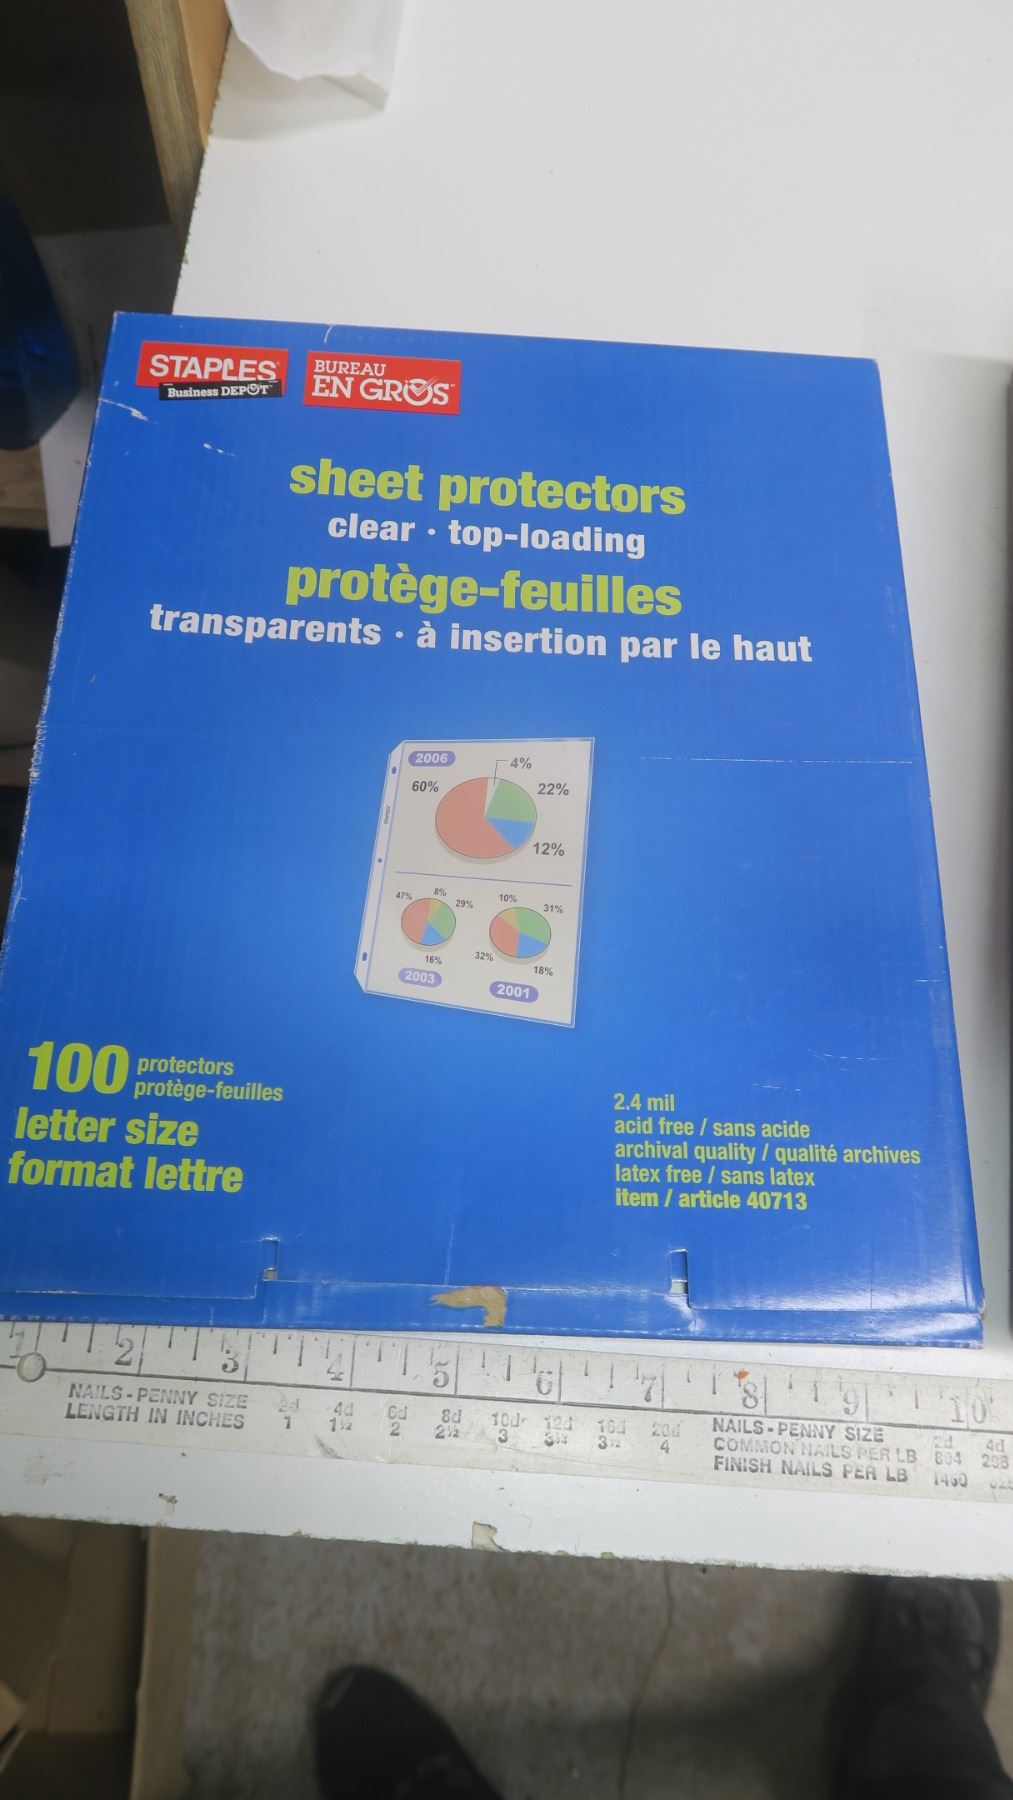 STAPLES
Business DEPOT™
BUREAU
EN GROS™
sheet protectors
clear • top-loading
protège-feuilles
transparents • à insertion par le haut
2006
4%
60%
22%
12%
47%
8%
29%
16%
2003
10%
31%
32%
18%
2001
100 protectors
protège-feuilles
letter size
format lettre
2.4 mil
acid free / sans acide
archival quality / qualité archives
latex free / sans latex
item / article 40713
1 2 3 4 5 6 7 8 9 10
NAILS-PENNY SIZE 2d 4d 6d 8d 10d 12d 16d 20d
LENGTH IN INCHES 1 1½ 2 2½ 3 3¼ 3½ 4
NAILS-PENNY SIZE 2d 4d
COMMON NAILS PER LB
FINISH NAILS PER LB